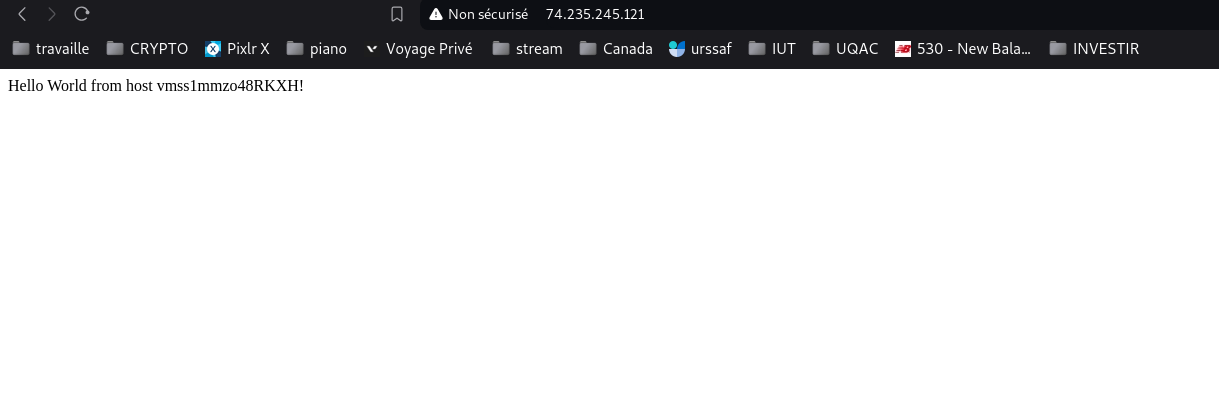 Non sécurisé 74.235.245.121
travaille CRYPTO Pixlr X piano Voyage Privé stream Canada urssaf IUT UQAC 530 - New Bala... INVESTIR
Hello World from host vmss1mmzo48RKXH!